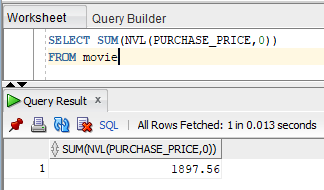 Worksheet Query Builder
SELECT SUM(NVL(PURCHASE_PRICE,0))
FROM movie
Query Result x
SQL | All Rows Fetched: 1 in 0.013 seconds
SUM(NVL(PURCHASE_PRICE,0))
1 1897.56